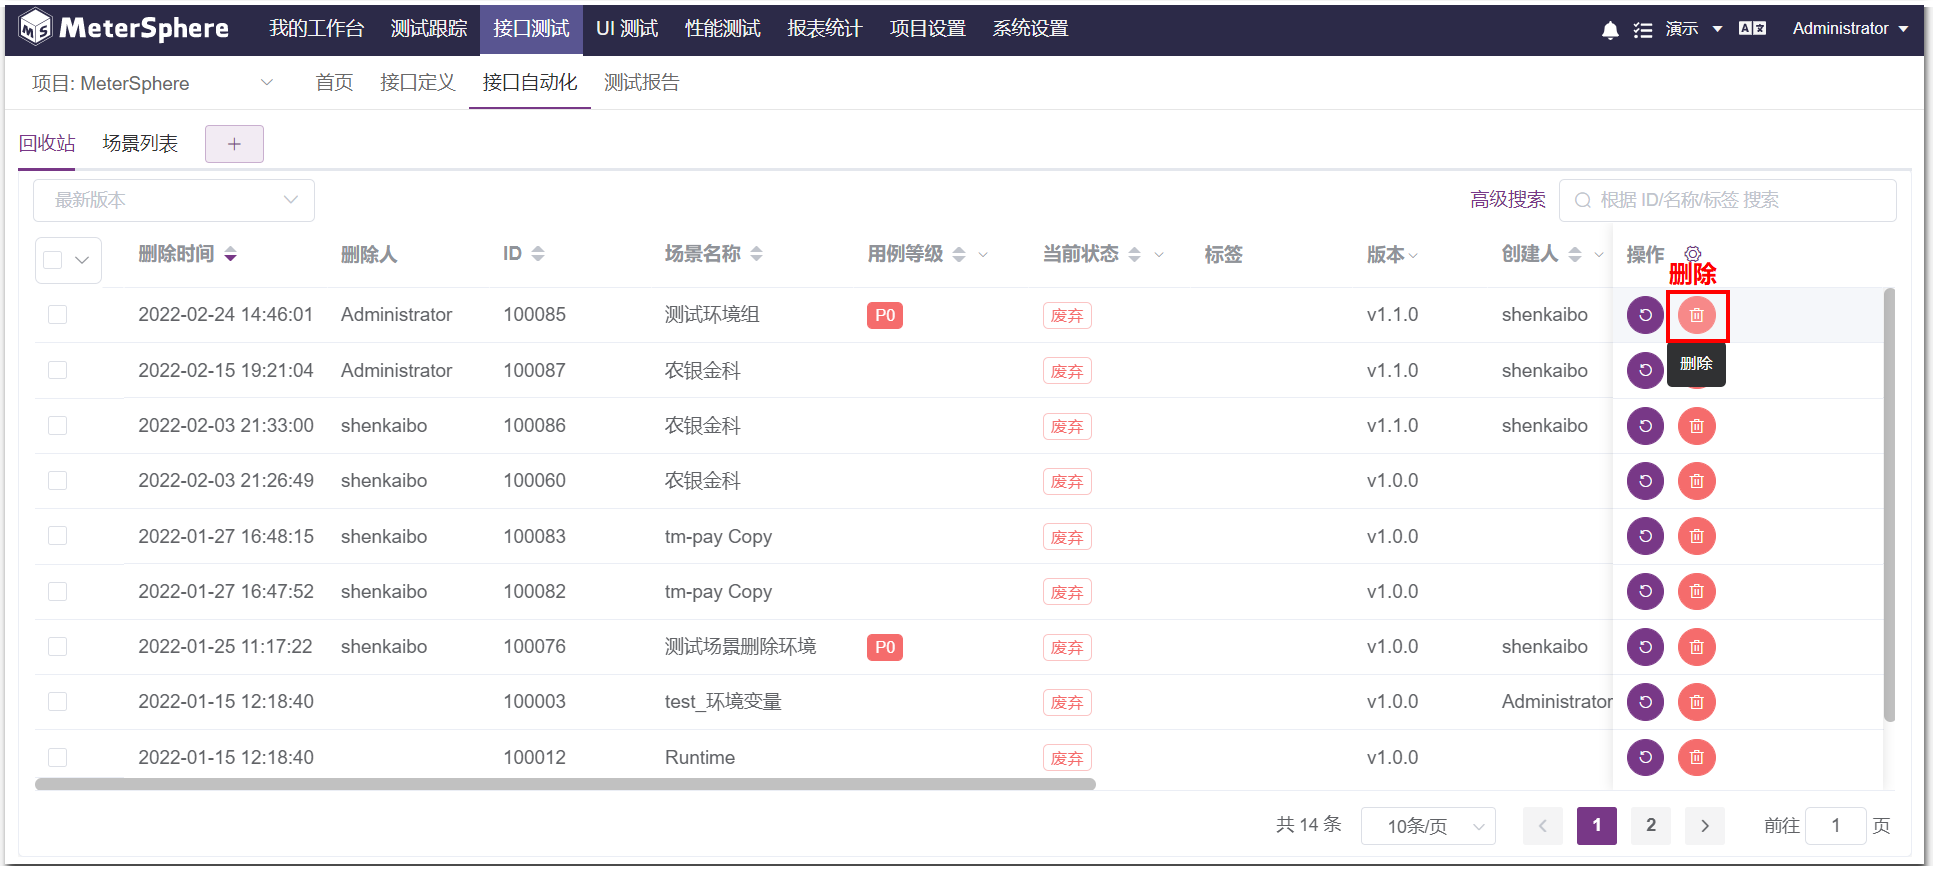 MeterSphere 我的工作台 测试跟踪 接口测试 UI 测试 性能测试 报表统计 项目设置 系统设置 演示 Administrator
项目: MeterSphere 首页 接口定义 接口自动化 测试报告
回收站 场景列表 +
最新版本 高级搜索 根据 ID/名称/标签 搜索
删除时间 删除人 ID 场景名称 用例等级 当前状态 标签 版本 创建人 操作
删除
2022-02-24 14:46:01 Administrator 100085 测试环境组 P0 废弃 v1.1.0 shenkaibo
2022-02-15 19:21:04 Administrator 100087 农银金科 废弃 v1.1.0 shenkaibo 删除
2022-02-03 21:33:00 shenkaibo 100086 农银金科 废弃 v1.1.0 shenkaibo
2022-02-03 21:26:49 shenkaibo 100060 农银金科 废弃 v1.0.0
2022-01-27 16:48:15 shenkaibo 100083 tm-pay Copy 废弃 v1.0.0
2022-01-27 16:47:52 shenkaibo 100082 tm-pay Copy 废弃 v1.0.0
2022-01-25 11:17:22 shenkaibo 100076 测试场景删除环境 P0 废弃 v1.0.0 shenkaibo
2022-01-15 12:18:40 100003 test_环境变量 废弃 v1.0.0 Administrator
2022-01-15 12:18:40 100012 Runtime 废弃 v1.0.0
共 14 条 10条/页 1 2 前往 1 页